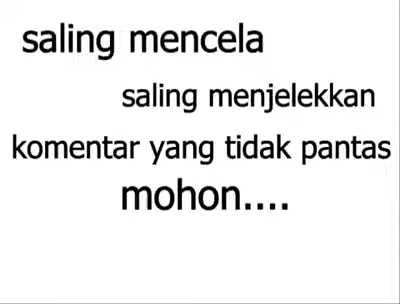 saling mencela
saling menjelekkan
komentar yang tidak pantas
mohon....